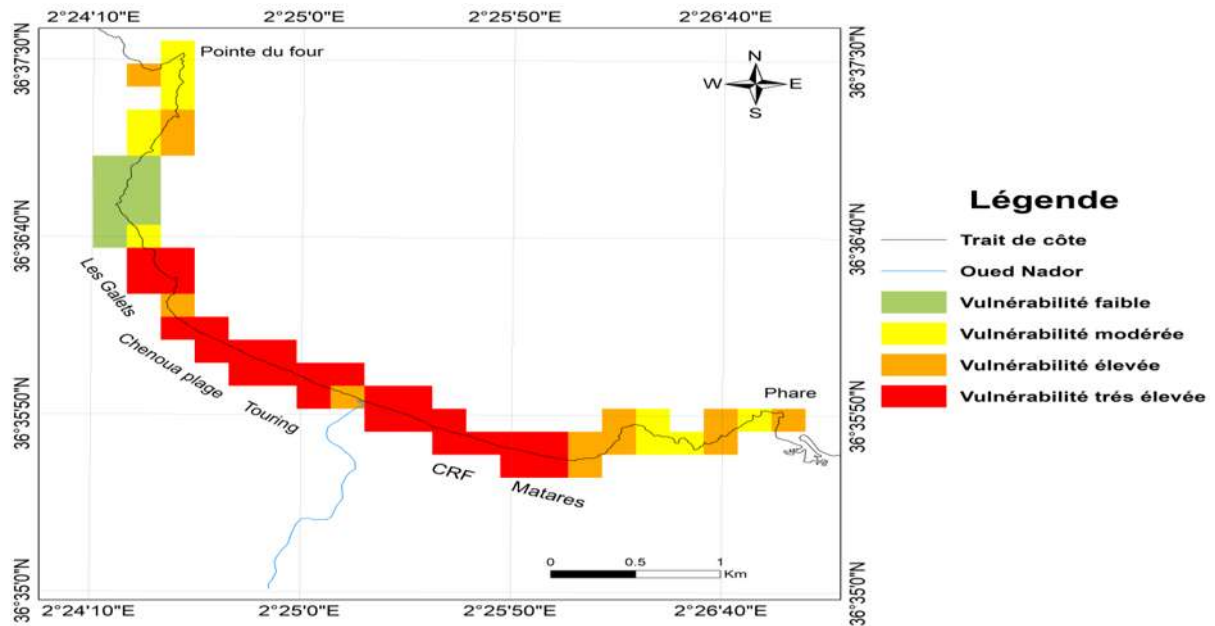 2°24'10"E 2°25'0"E 2°25'50"E 2°26'40"E
36°37'30"N
36°37'30"N
Pointe du four
N
W E
S
36°36'40"N
36°36'40"N
Les Galets
Chenoua plage
Touring
CRF
Matares
Phare
36°35'50"N
36°35'50"N
0 0.5 1
Km
36°35'0"N
36°35'0"N
2°24'10"E 2°25'0"E 2°25'50"E 2°26'40"E
Légende
Trait de côte
Oued Nador
Vulnérabilité faible
Vulnérabilité modérée
Vulnérabilité élevée
Vulnérabilité trés élevée